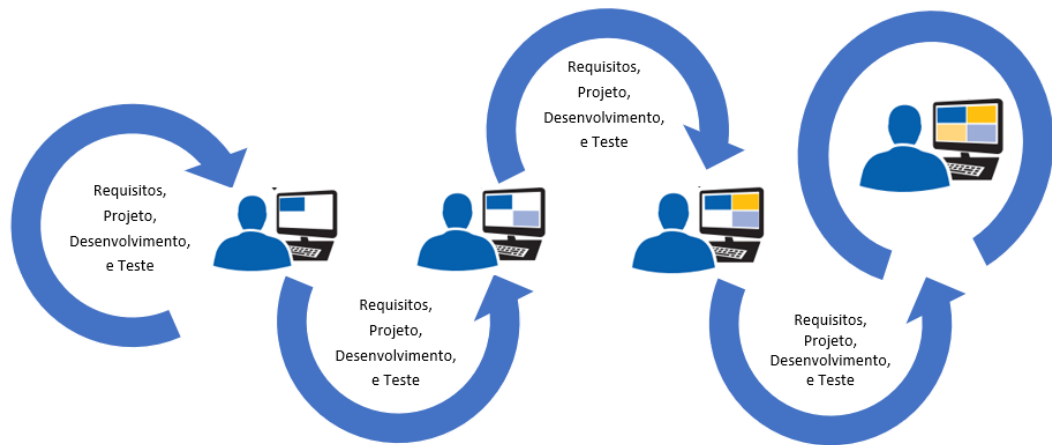 Requisitos,
Projeto,
Desenvolvimento,
e Teste
Requisitos,
Projeto,
Desenvolvimento,
e Teste
Requisitos,
Projeto,
Desenvolvimento,
e Teste
Requisitos,
Projeto,
Desenvolvimento,
e Teste